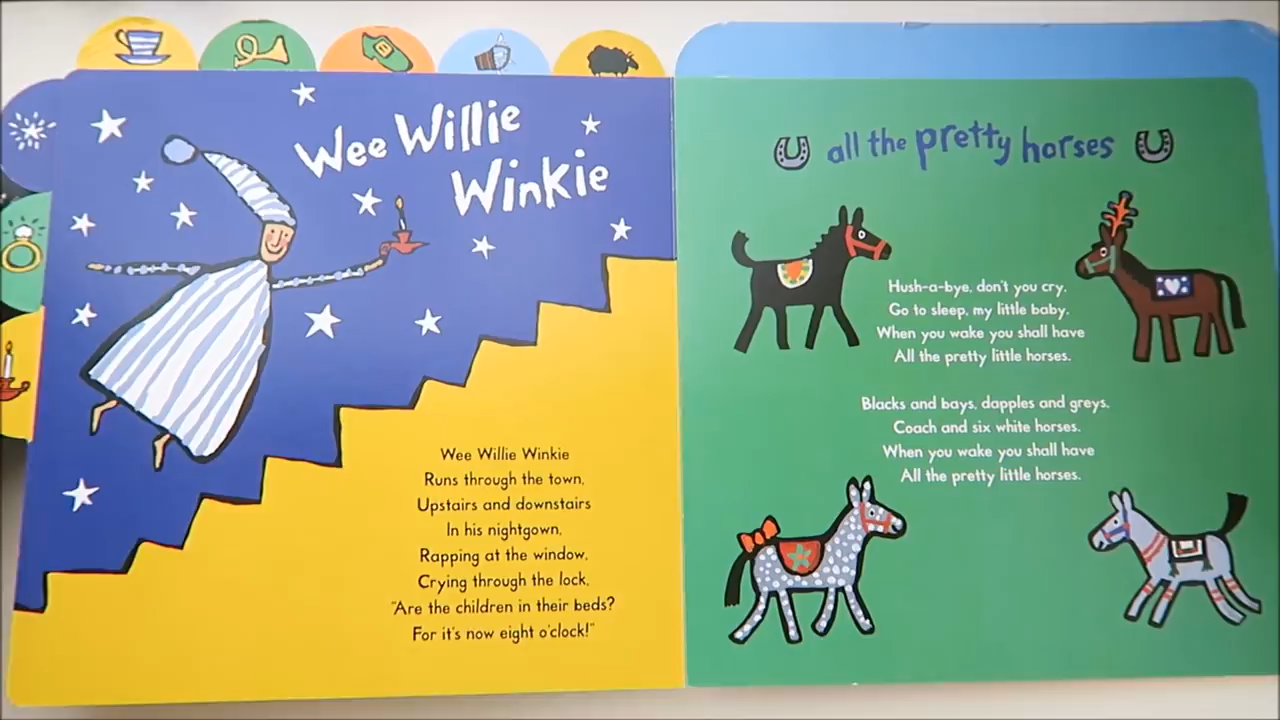 Wee Willie
Winkie
Wee Willie Winkie
Runs through the town,
Upstairs and downstairs
In his nightgown,
Rapping at the window,
Crying through the lock,
“Are the children in their beds?
For it's now eight o'clock!”
all the pretty horses
Hush-a-bye, don't you cry,
Go to sleep, my little baby.
When you wake you shall have
All the pretty little horses.
Blacks and bays, dapples and greys,
Coach and six white horses.
When you wake you shall have
All the pretty little horses.